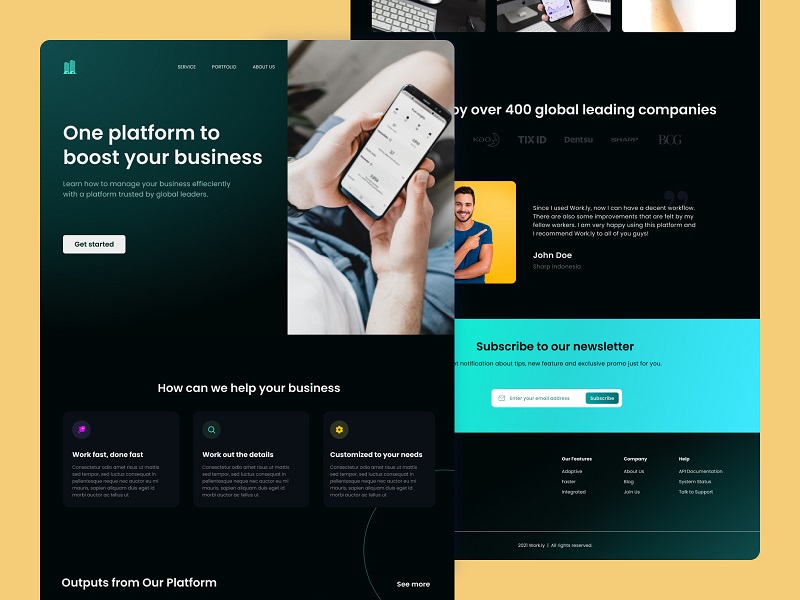 SERVICE PORTFOLIO ABOUT US
One platform to
boost your business
Learn how to manage your business effieciently
with a platform trusted by global leaders.
Get started
How can we help your business
Work fast, done fast
Consectetur odio amet risus ut mattis
sed tempor, sed luctus consequat in
pellentesque neque nec auctor eu mi
mauris, sapien aliquam duis eget id
morbi auctor ac tellus ut
Work out the details
Consectetur odio amet risus ut mattis
sed tempor, sed luctus consequat in
pellentesque neque nec auctor eu mi
mauris, sapien aliquam duis eget id
morbi auctor ac tellus ut
Customized to your needs
Consectetur odio amet risus ut mattis
sed tempor, sed luctus consequat in
pellentesque neque nec auctor eu mi
mauris, sapien aliquam duis eget id
morbi auctor ac tellus ut
Outputs from Our Platform
See more
by over 400 global leading companies
Kao TIXID Dentsu SHARP BCG
Since I used Work.ly, now I can have a decent workflow.
There are also some improvements that are felt by my
fellow workers. I am very happy using this platform and
I recommend Work.ly to all of you guys!
John Doe
Sharp Indonesia
Subscribe to our newsletter
notification about tips, new feature and exclusive promo just for you.
Enter your email address
Subscribe
Our Features
Adaptive
Faster
Integrated
Company
About Us
Blog
Join Us
Help
API Documentation
System Status
Talk to Support
2021 Work.ly | All rights reserved.